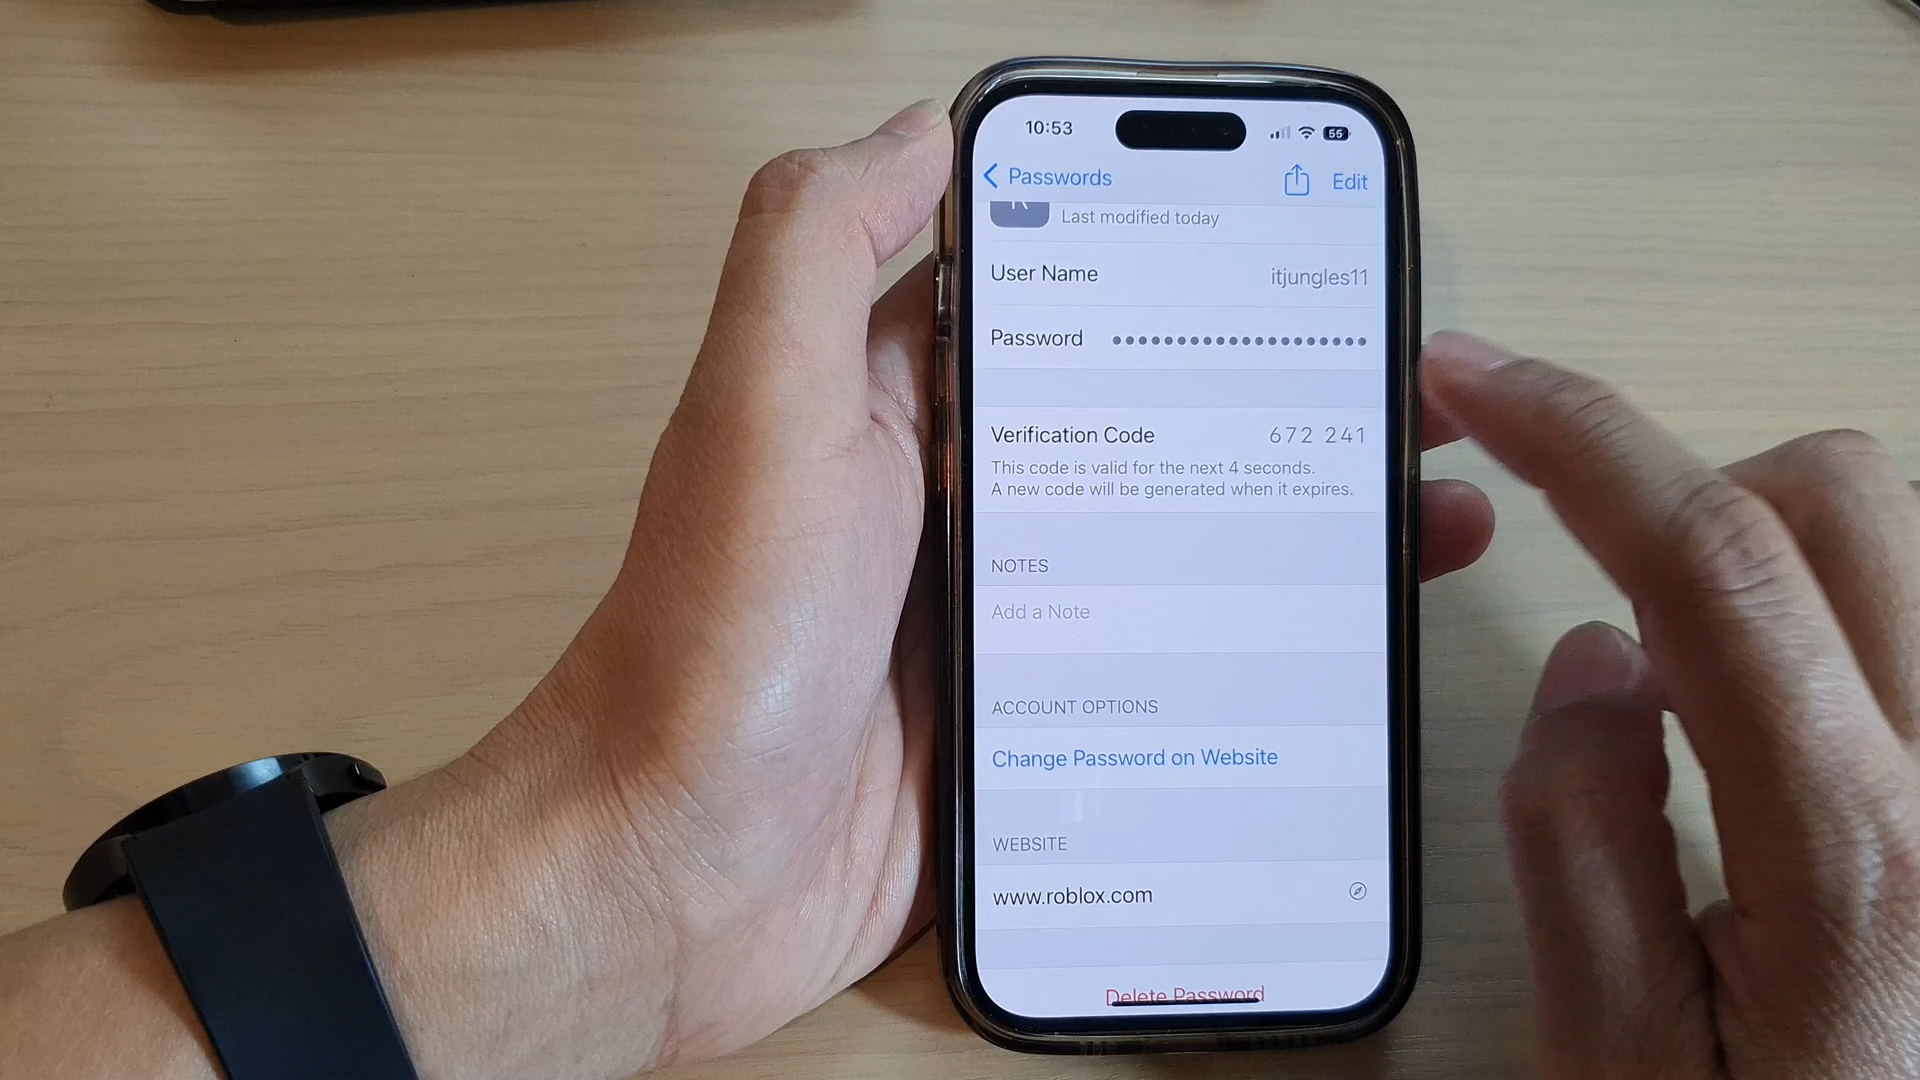 10:53
55
Passwords
Edit
Last modified today
User Name
itjungles11
Password
Verification Code
672 241
This code is valid for the next 4 seconds.
A new code will be generated when it expires.
NOTES
Add a Note
ACCOUNT OPTIONS
Change Password on Website
WEBSITE
www.roblox.com
Delete Password